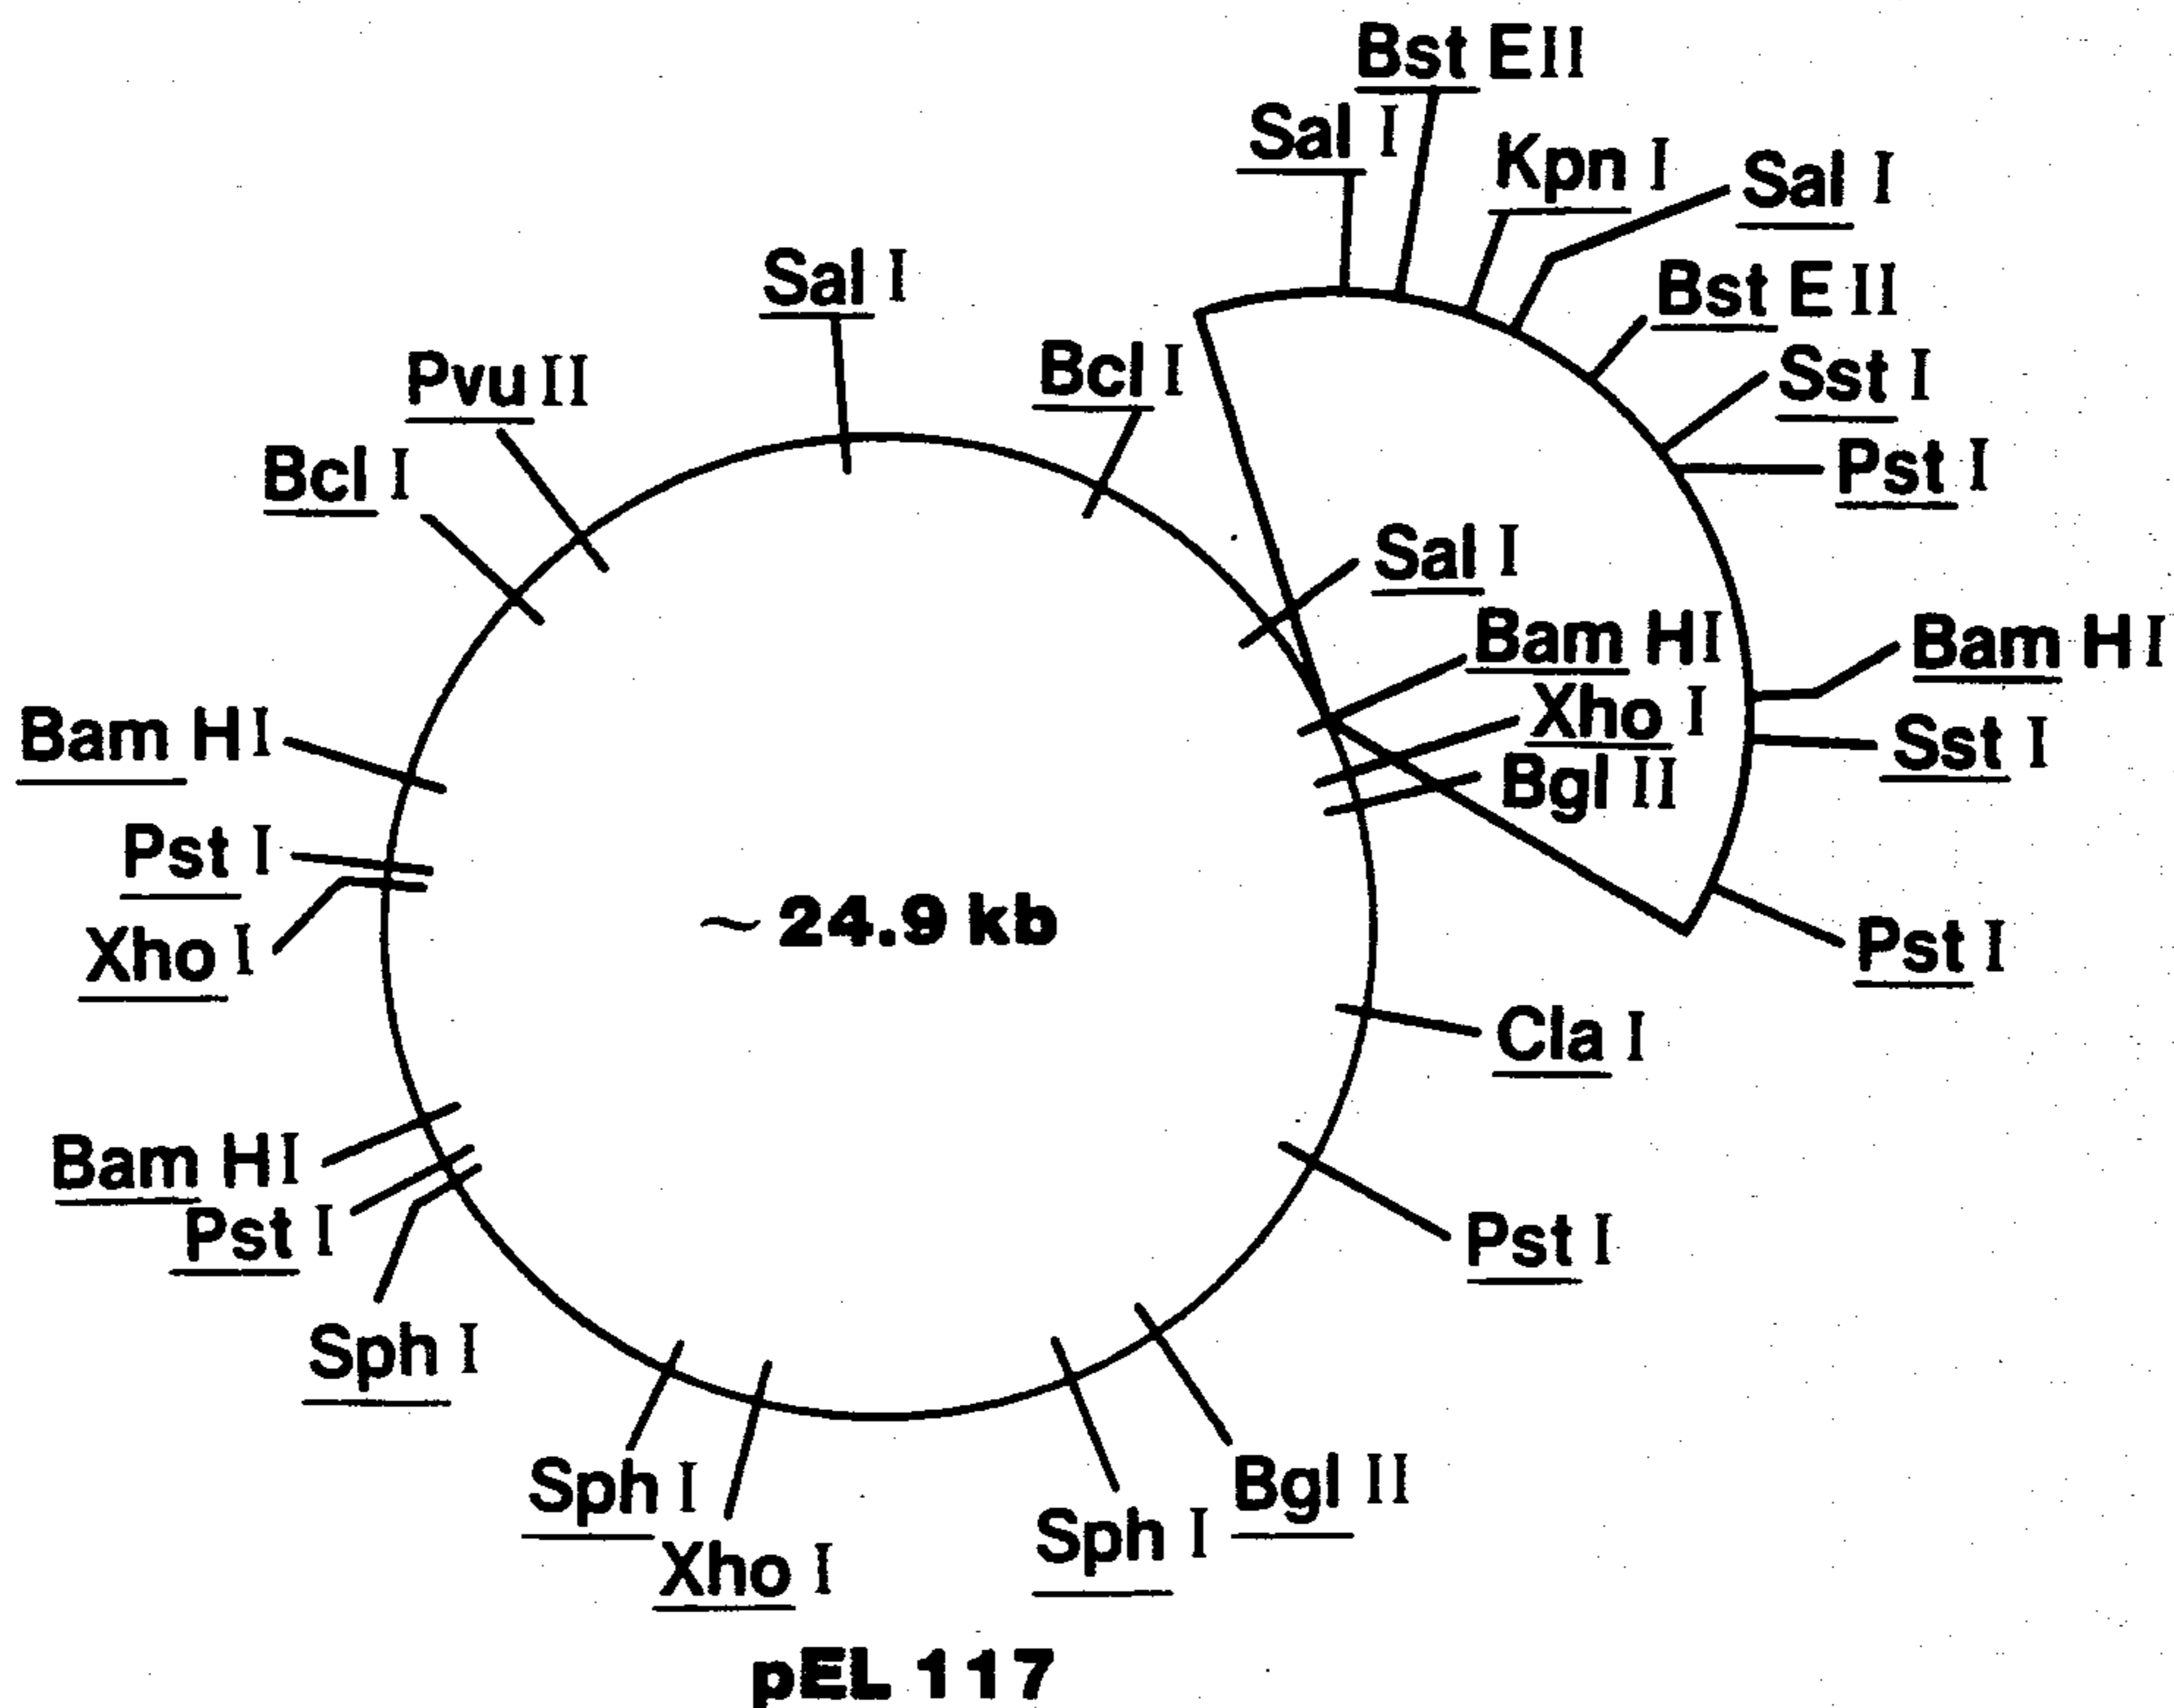 Bst EII
Sal I
Kpn I
Sal I
Sal I
Bst E II
Bcl I
Pvu II
Sst I
Bcl I
Pst I
Sal I
Bam HI
Bam HI
Bam HI
Xho I
Sst I
Bgl II
Pst I
~ 24.9 kb
Xho I
Pst I
Cla I
Bam HI
Pst I
Pst I
Sph I
Sph I
Bgl II
Sph I
Xho I
pEL 117